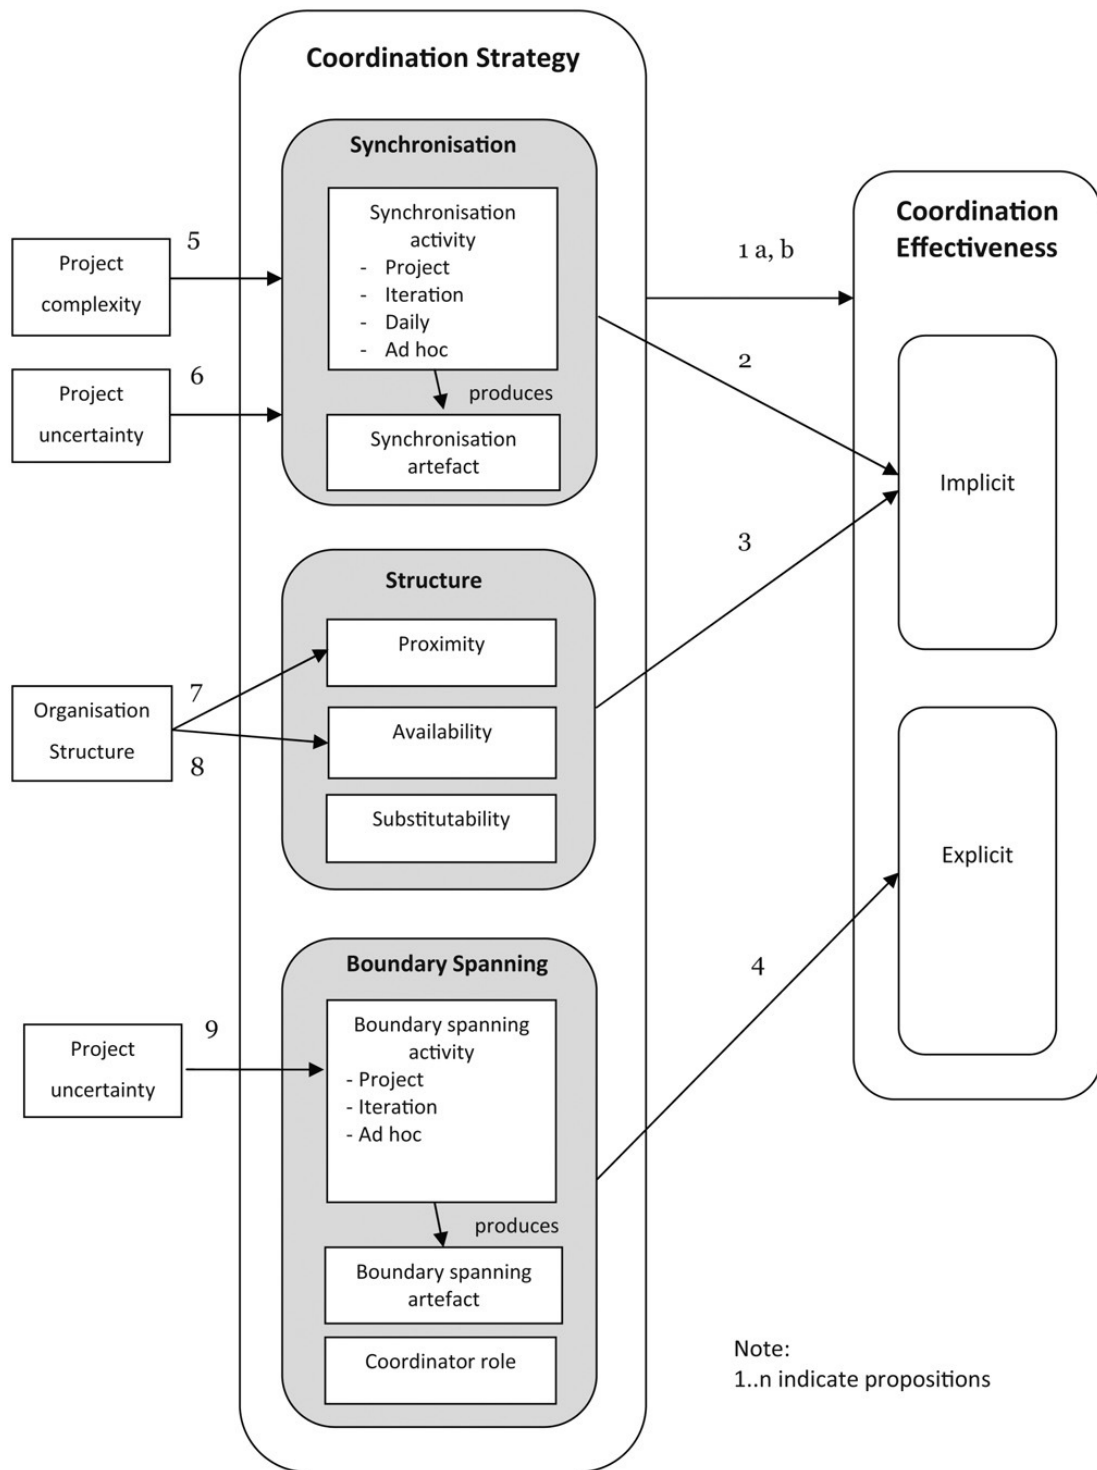 Coordination Strategy
Synchronisation
Synchronisation
activity
- Project
- Iteration
- Daily
- Ad hoc
produces
Synchronisation
artefact
Project
complexity
5
Project
uncertainty
6
Structure
Proximity
Availability
Substitutability
Organisation
Structure
7
8
Boundary Spanning
Boundary spanning
activity
- Project
- Iteration
- Ad hoc
produces
Boundary spanning
artefact
Coordinator role
Project
uncertainty
9
1 a, b
2
3
4
Coordination
Effectiveness
Implicit
Explicit
Note:
1..n indicate propositions